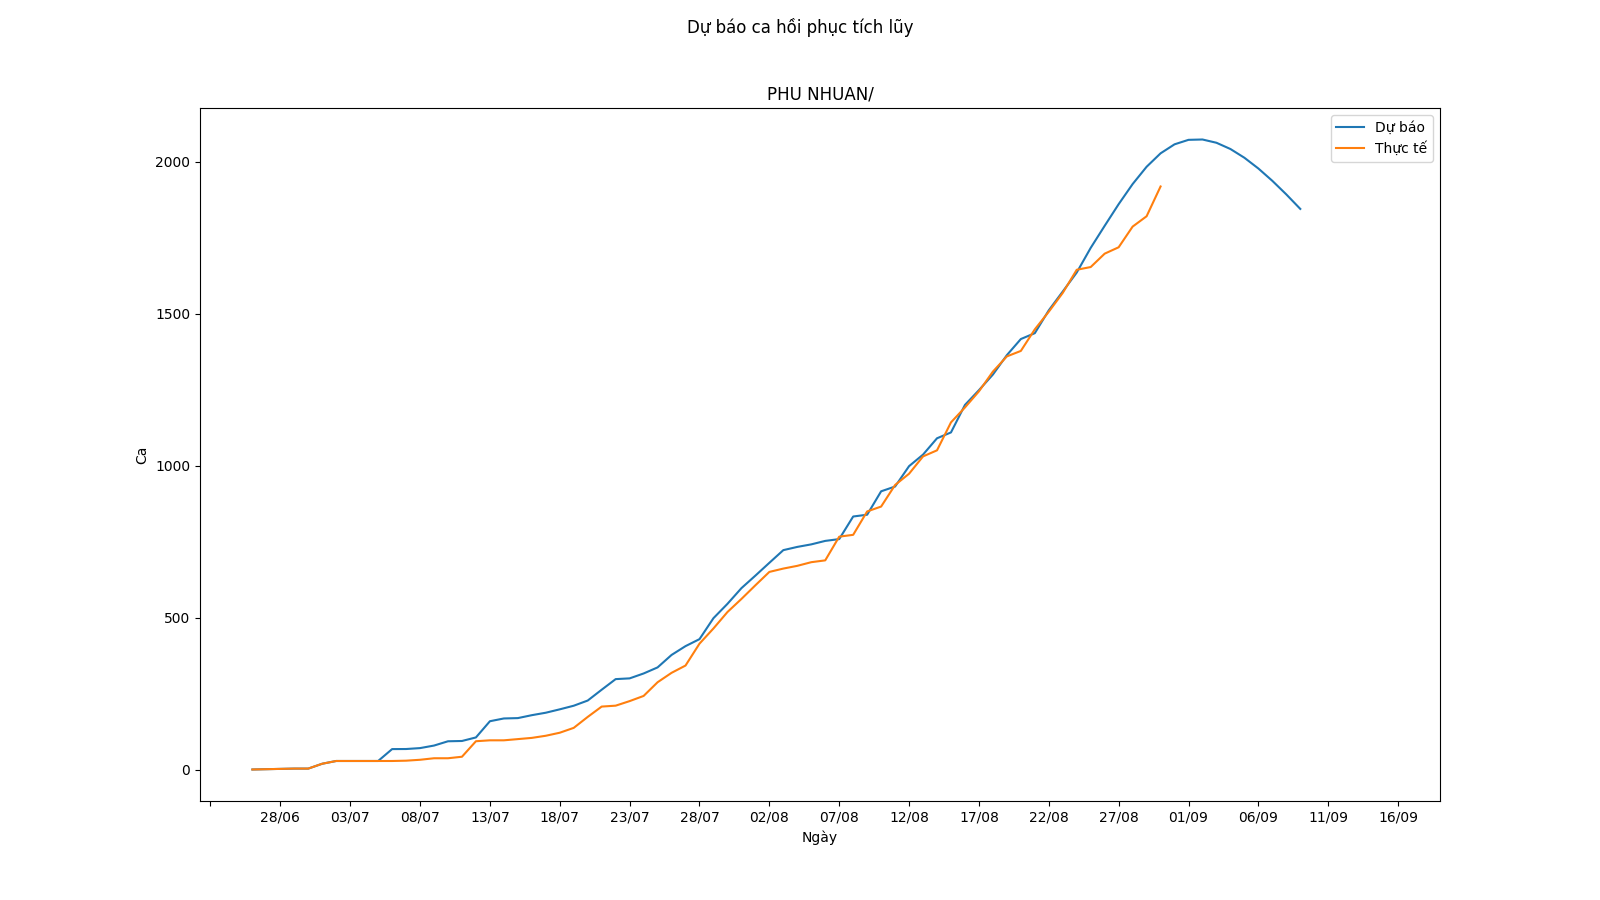 Dự báo ca hồi phục tích lũy
PHU NHUAN/
Dự báo
Thực tế
2000
1500
1000
500
0
Ca
28/06 03/07 08/07 13/07 18/07 23/07 28/07 02/08 07/08 12/08 17/08 22/08 27/08 01/09 06/09 11/09 16/09
Ngày